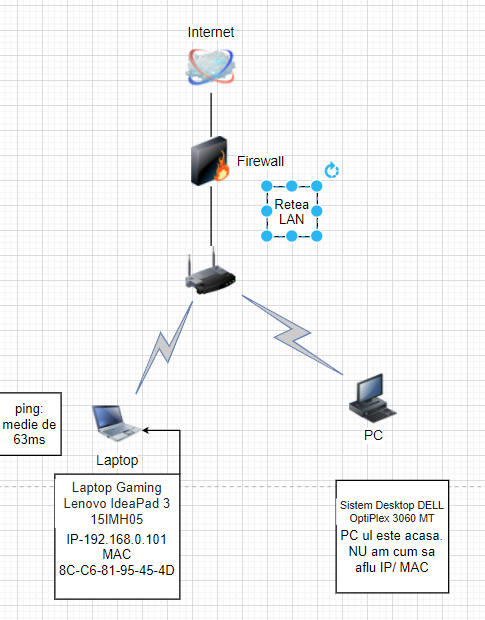 Internet
Firewall
Retea
LAN
ping:
medie de
63ms
Laptop
PC
Laptop Gaming
Lenovo IdeaPad 3
15IMH05
IP-192.168.0.101
MAC
8C-C6-81-95-45-4D
Sistem Desktop DELL
OptiPlex 3060 MT
PC ul este acasa.
NU am cum sa
aflu IP/ MAC